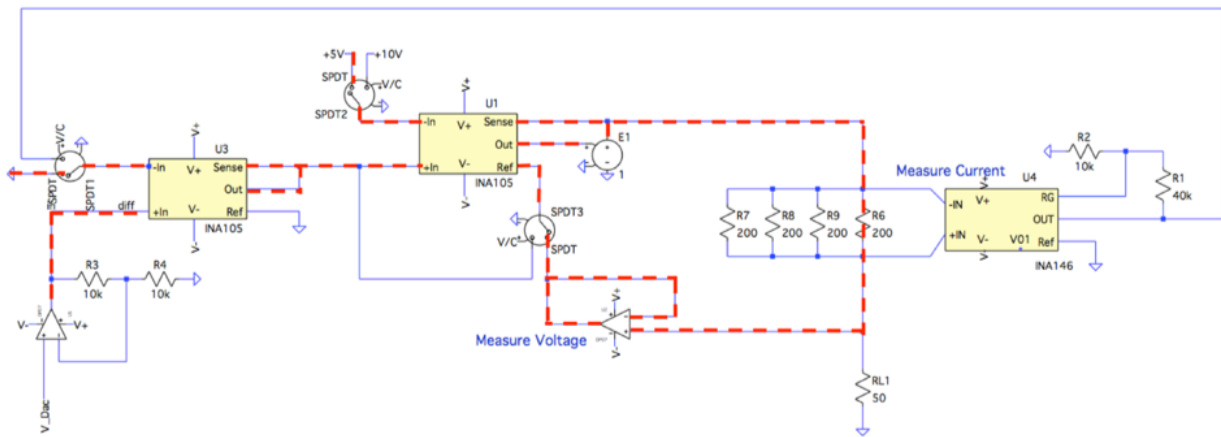 +5V
+10V
SPDT
V/C
SPDT2
V+
U1
-In
V+
Sense
Out
+In
V-
Ref
INA105
V-
E1
1
V/C
SPDT
SPDT1
V+
U3
-In
V+
Sense
Out
diff
+In
V-
Ref
INA105
V-
SPDT3
V/C
SPDT
R3
10k
R4
10k
V-
V+
V_Dac
Measure Voltage
V+
V-
R7
200
R8
200
R9
200
R6
200
RL1
50
Measure Current
R2
10k
R1
40k
V+
U4
-IN
V+
RG
OUT
+IN
V-
VO1
Ref
INA146
V-